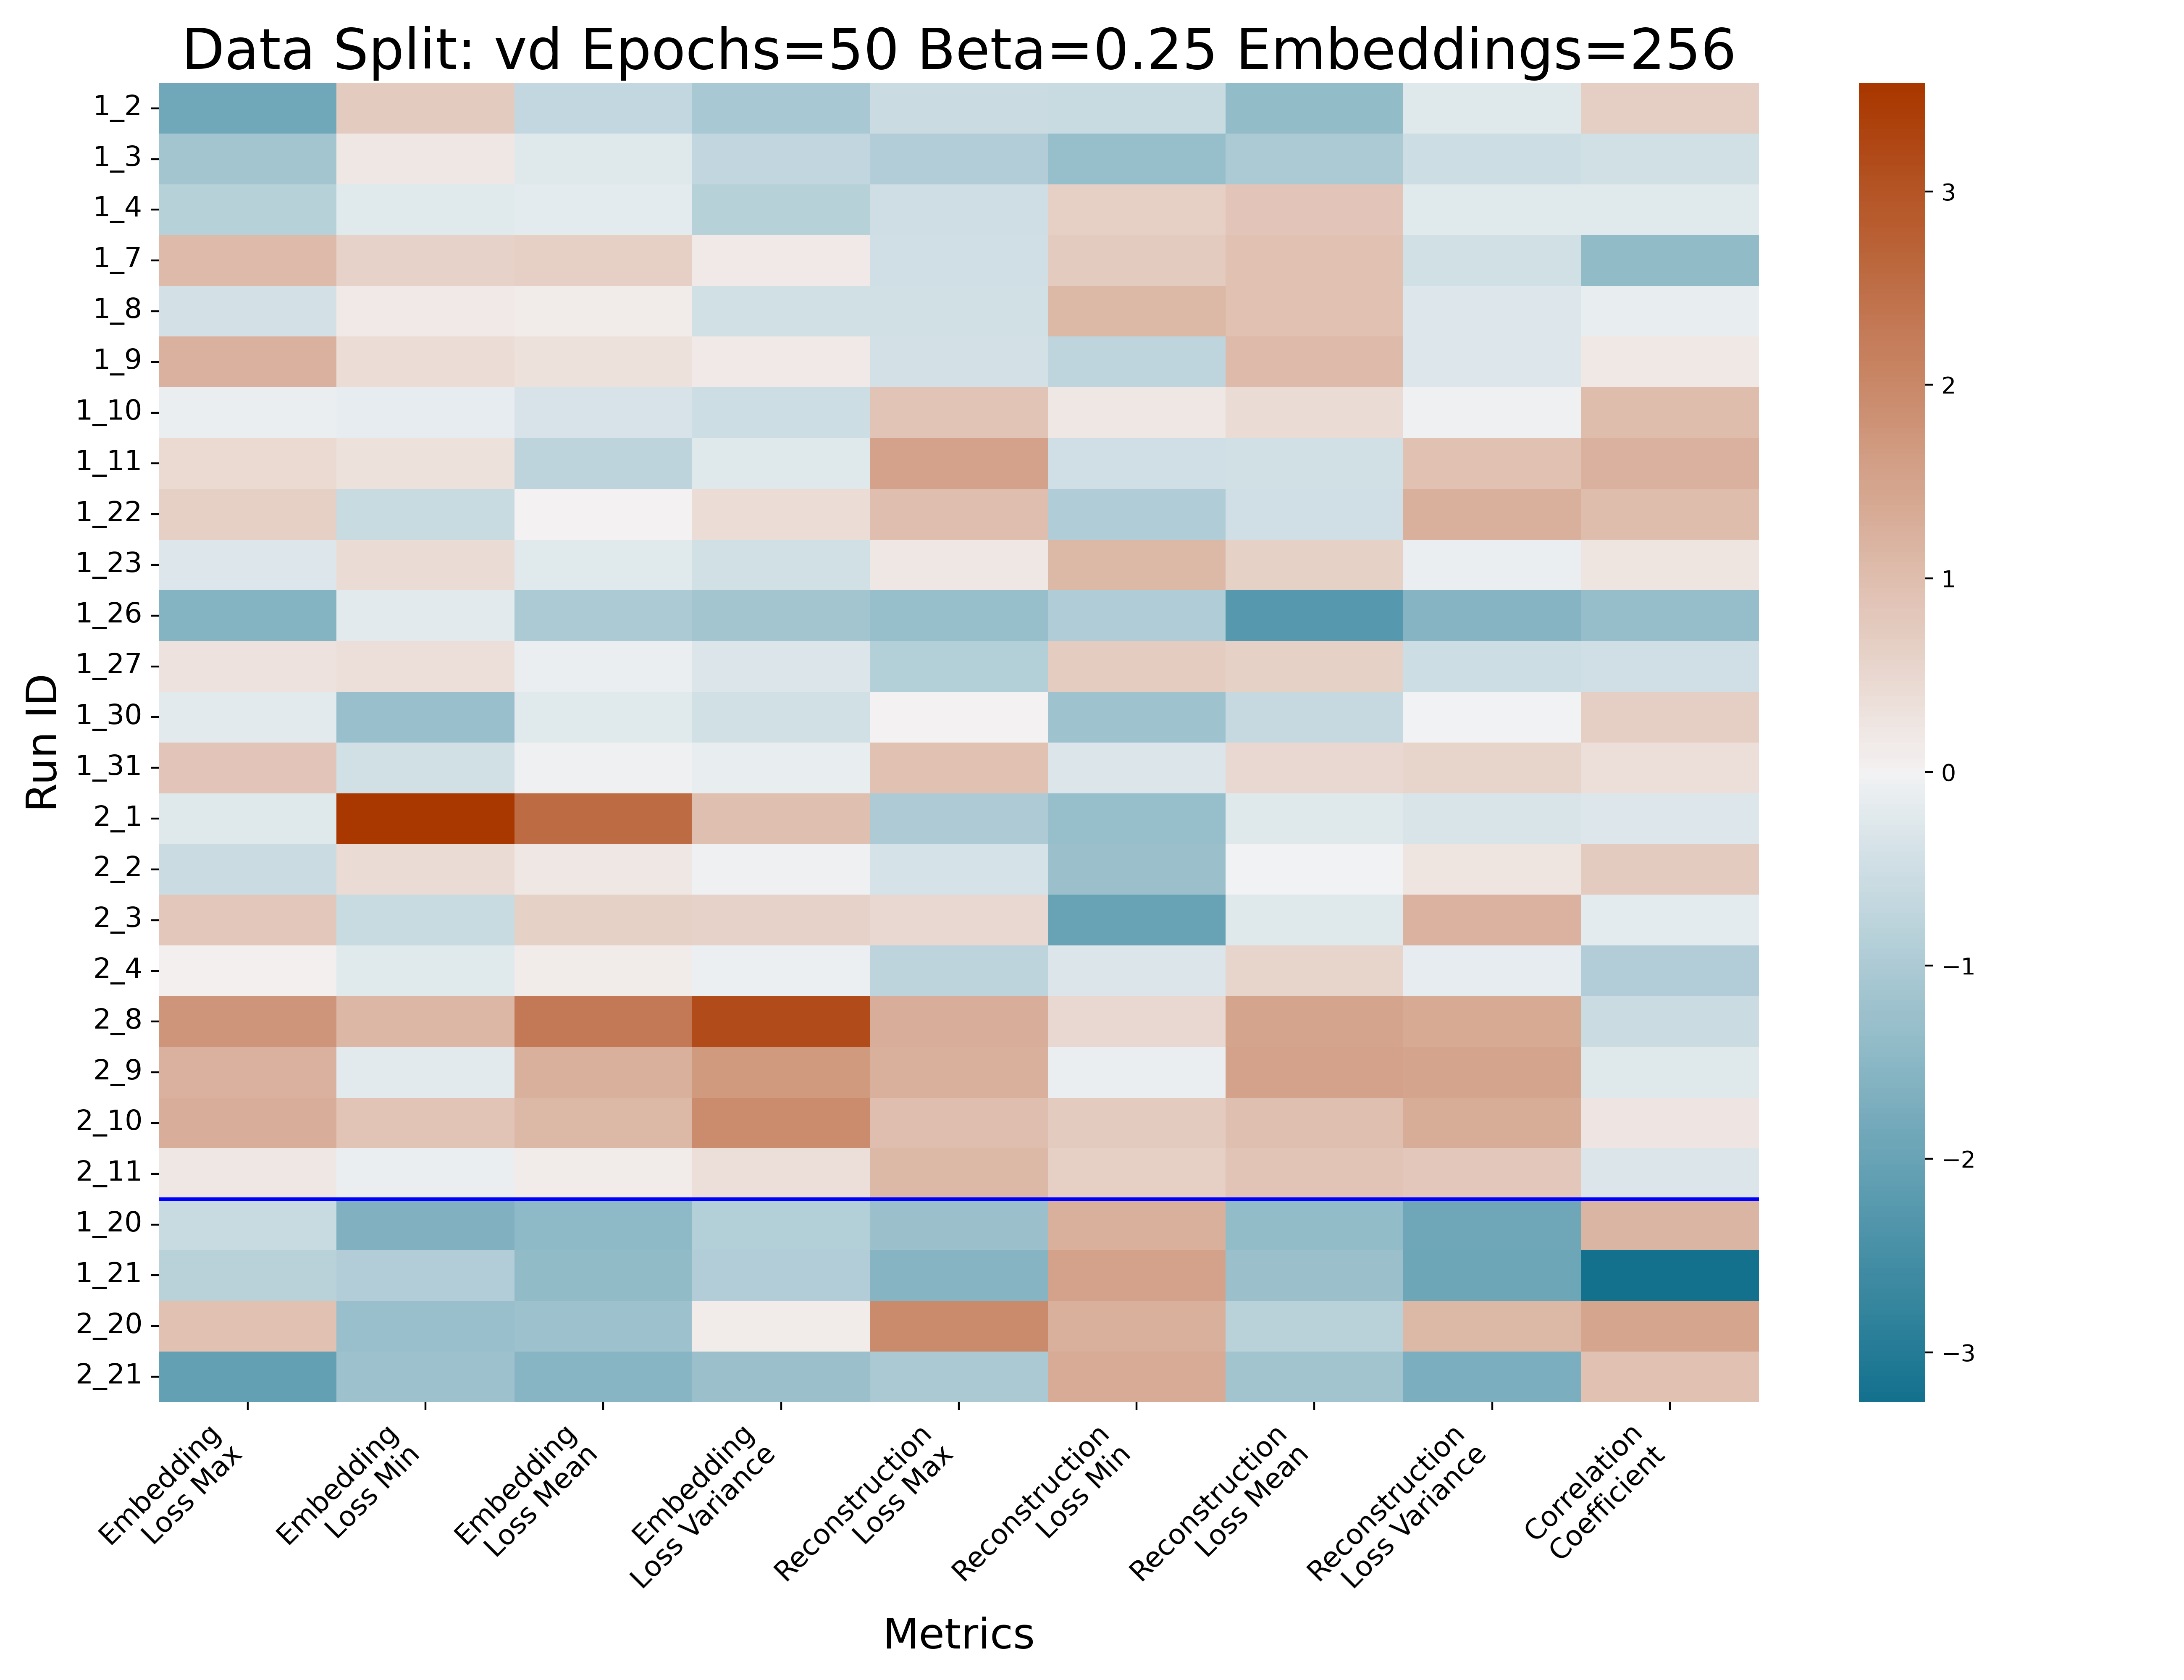 Data Split: vd Epochs=50 Beta=0.25 Embeddings=256
Run ID
1_2
1_3
1_4
1_7
1_8
1_9
1_10
1_11
1_22
1_23
1_26
1_27
1_30
1_31
2_1
2_2
2_3
2_4
2_8
2_9
2_10
2_11
1_20
1_21
2_20
2_21
Embedding
Loss Max
Embedding
Loss Min
Embedding
Loss Mean
Embedding
Loss Variance
Reconstruction
Loss Max
Reconstruction
Loss Min
Reconstruction
Loss Mean
Reconstruction
Loss Variance
Correlation
Coefficient
Metrics
3
2
1
0
−1
−2
−3